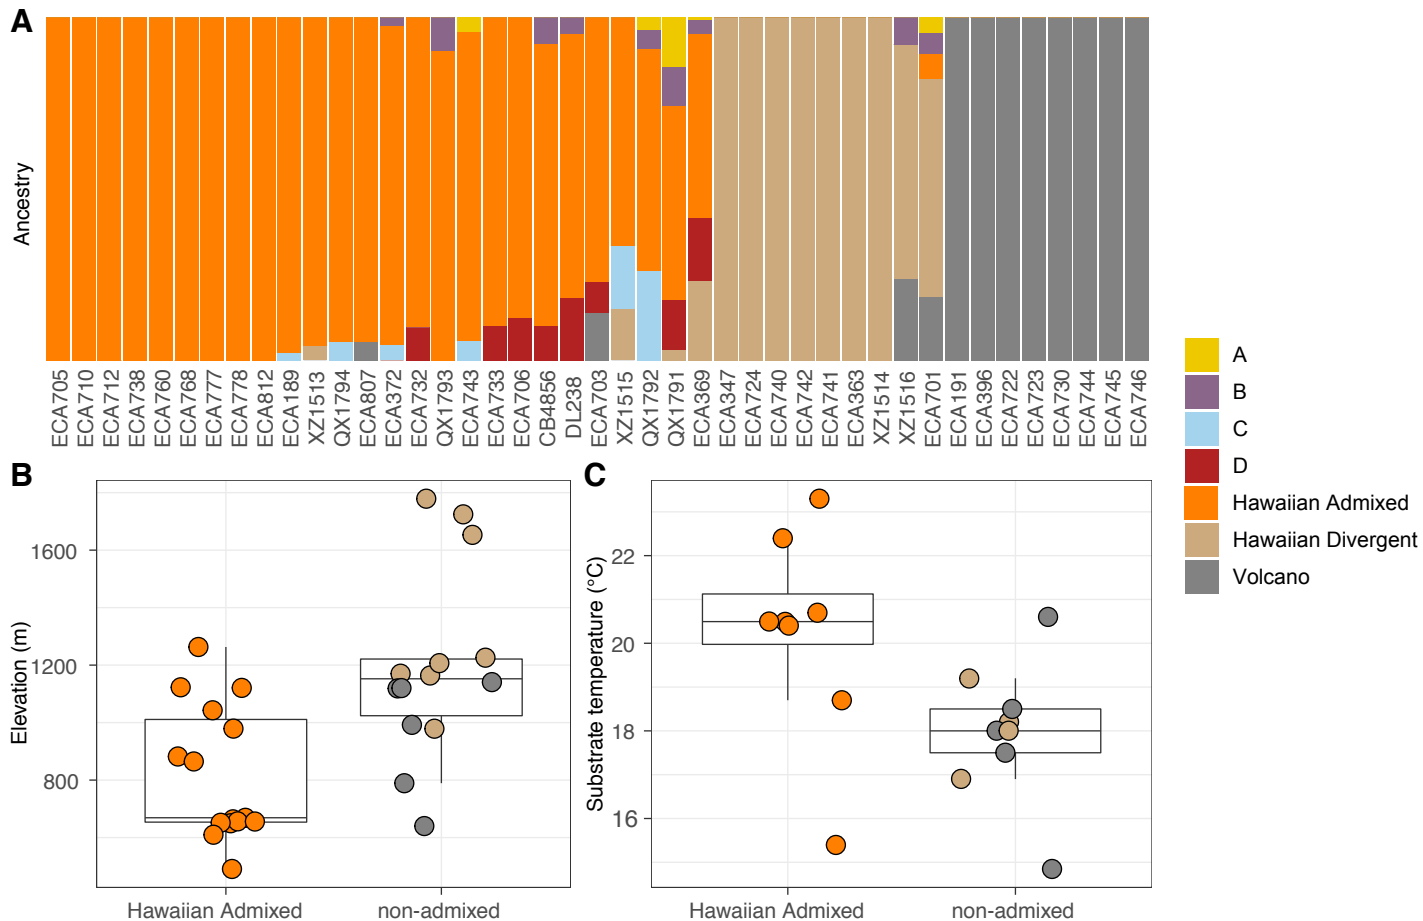 A
Ancestry
ECA705
ECA710
ECA712
ECA738
ECA760
ECA768
ECA777
ECA778
ECA812
ECA189
XZ1513
QX1794
ECA807
ECA372
ECA732
QX1793
ECA743
ECA733
ECA706
CB4856
DL238
ECA703
XZ1515
QX1792
QX1791
ECA369
ECA347
ECA724
ECA740
ECA742
ECA741
ECA363
XZ1514
XZ1516
ECA701
ECA191
ECA396
ECA722
ECA723
ECA730
ECA744
ECA745
ECA746
A
B
C
D
Hawaiian Admixed
Hawaiian Divergent
Volcano
B
Elevation (m)
1600
1200
800
Hawaiian Admixed
non-admixed
C
Substrate temperature (°C)
22
20
18
16
Hawaiian Admixed
non-admixed